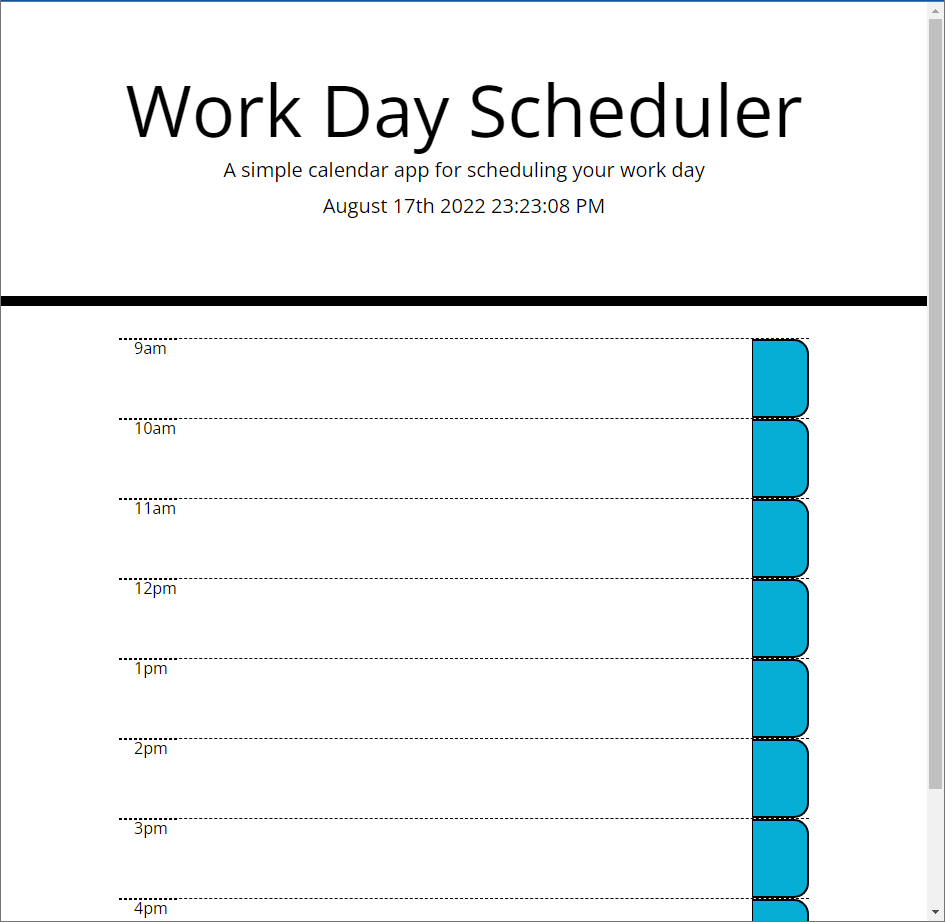 Work Day Scheduler
A simple calendar app for scheduling your work day
August 17th 2022 23:23:08 PM
9am
10am
11am
12pm
1pm
2pm
3pm
4pm